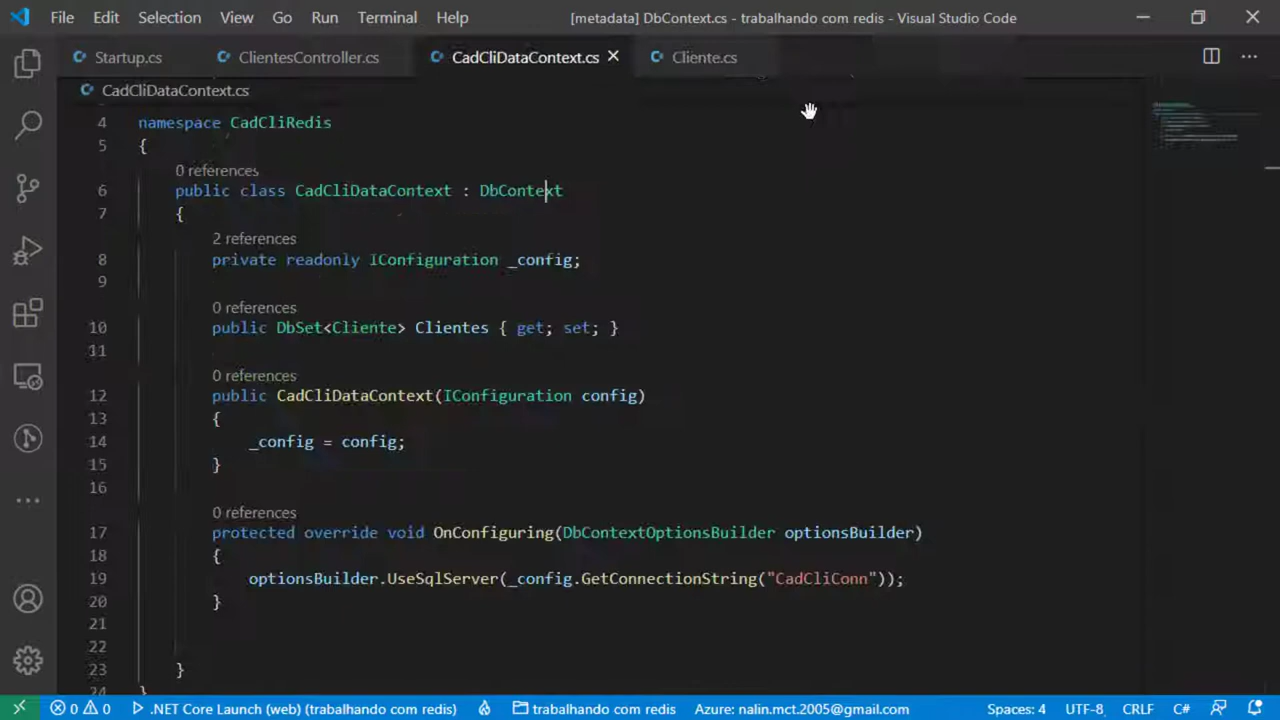 File Edit Selection View Go Run Terminal Help [metadata] DbContext.cs - trabalhando com redis - Visual Studio Code
Startup.cs ClientesController.cs CadCliDataContext.cs Cliente.cs
CadCliDataContext.cs
4 namespace CadCliRedis
5 {
0 references
6 public class CadCliDataContext : DbContext
7 {
2 references
8 private readonly IConfiguration _config;
9
0 references
10 public DbSet<Cliente> Clientes { get; set; }
11
0 references
12 public CadCliDataContext(IConfiguration config)
13 {
14 _config = config;
15 }
16
0 references
17 protected override void OnConfiguring(DbContextOptionsBuilder optionsBuilder)
18 {
19 optionsBuilder.UseSqlServer(_config.GetConnectionString("CadCliConn"));
20 }
21
22
23 }
24 }
0 0 .NET Core Launch (web) (trabalhando com redis) trabalhando com redis Azure: nalin.mct.2005@gmail.com Spaces: 4 UTF-8 CRLF C#